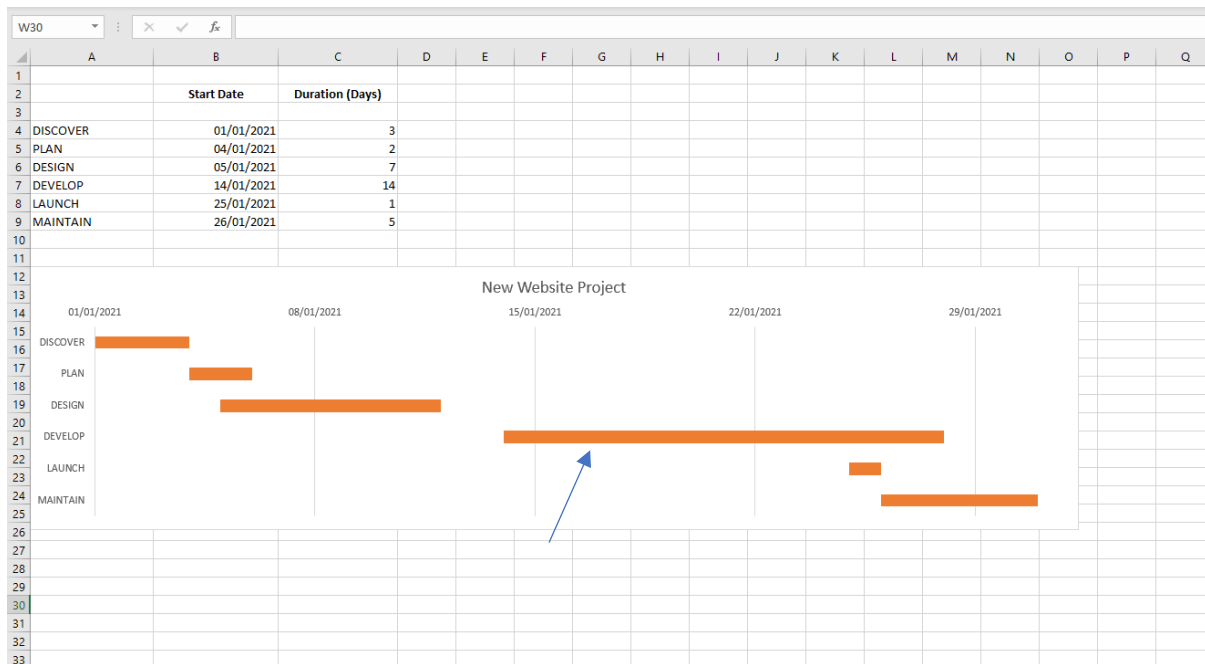 W30 fx
A B C D E F G H I J K L M N O P Q
1
2 Start Date Duration (Days)
3
4 DISCOVER 01/01/2021 3
5 PLAN 04/01/2021 2
6 DESIGN 05/01/2021 7
7 DEVELOP 14/01/2021 14
8 LAUNCH 25/01/2021 1
9 MAINTAIN 26/01/2021 5
10
11
12
13
14
15
16
17
18
19
20
21
22
23
24
25
26
27
28
29
30
31
32
33
New Website Project
01/01/2021 08/01/2021 15/01/2021 22/01/2021 29/01/2021
DISCOVER
PLAN
DESIGN
DEVELOP
LAUNCH
MAINTAIN